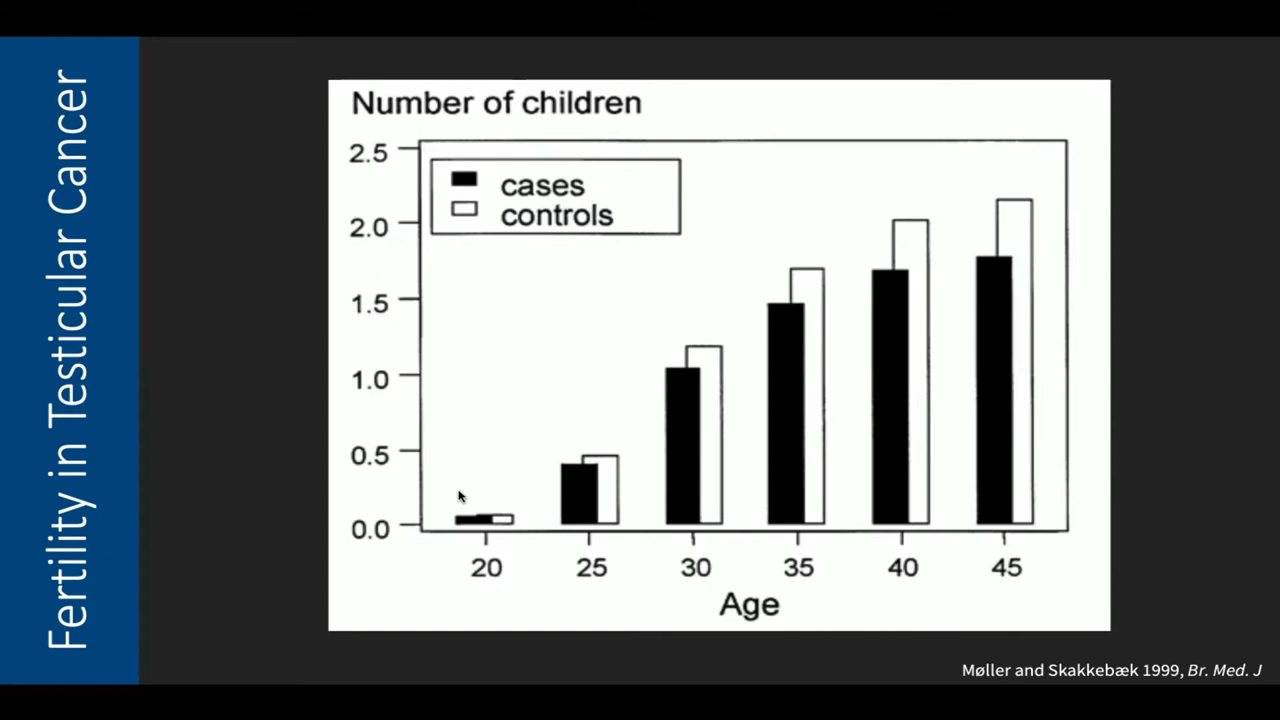 Fertility in Testicular Cancer
Number of children
2.5
cases
controls
2.0
1.5
1.0
0.5
0.0
20 25 30 35 40 45
Age
Møller and Skakkebæk 1999, Br. Med. J